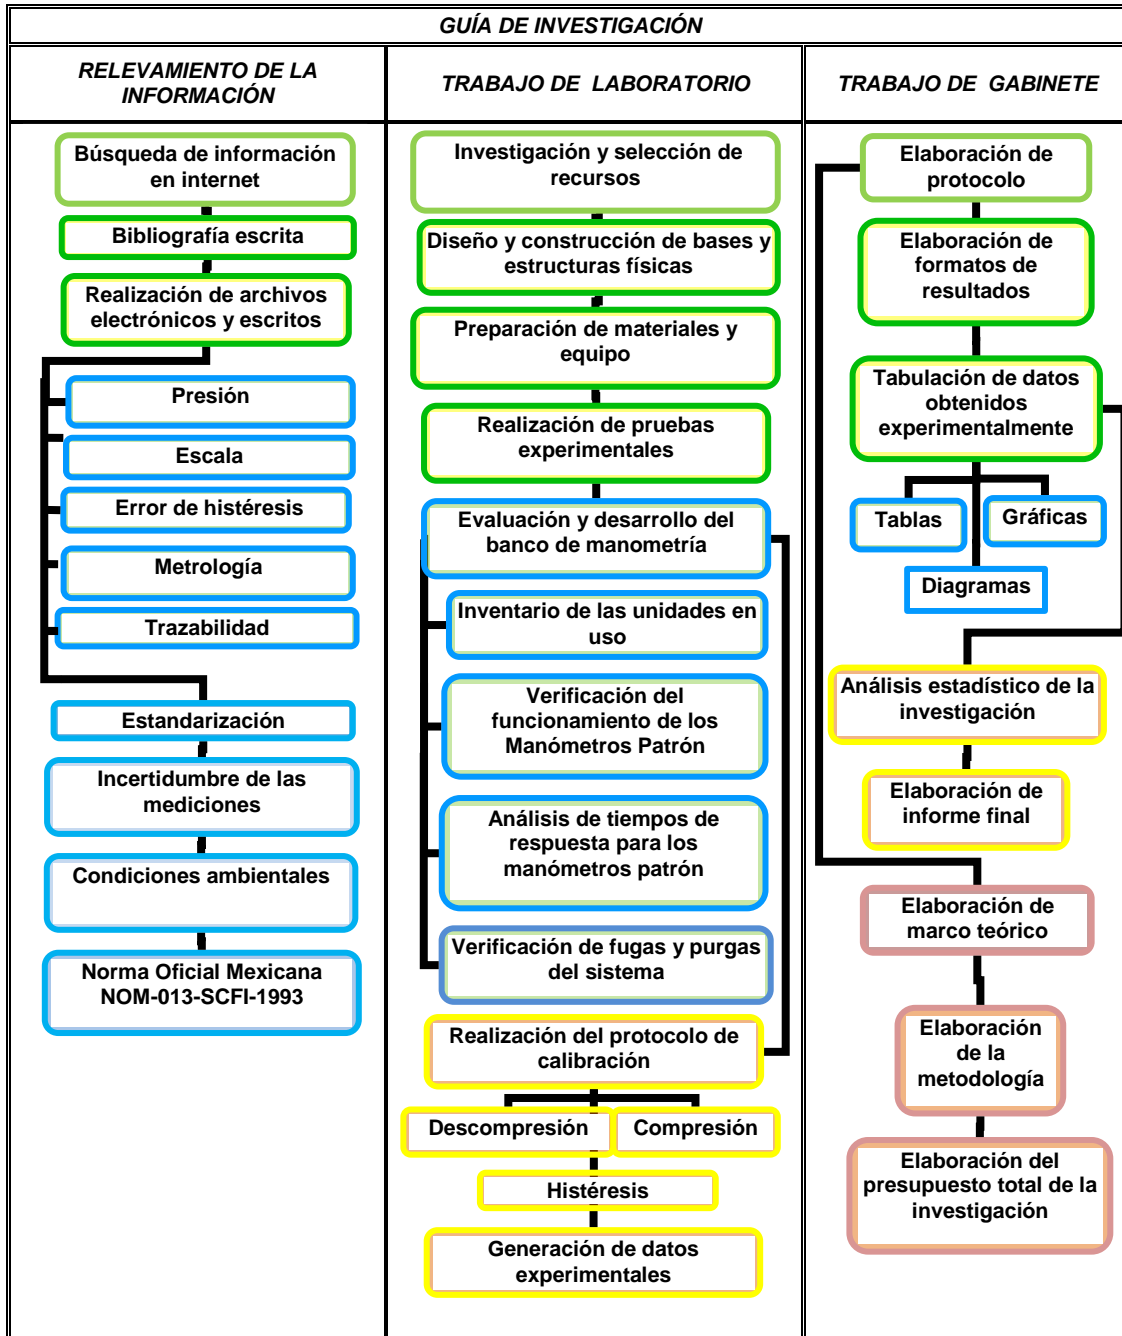 GUÍA DE INVESTIGACIÓN
RELEVAMIENTO DE LA
INFORMACIÓN
TRABAJO DE LABORATORIO
TRABAJO DE GABINETE
Búsqueda de información
en internet
Bibliografía escrita
Realización de archivos
electrónicos y escritos
Presión
Escala
Error de histéresis
Metrología
Trazabilidad
Estandarización
Incertidumbre de las
mediciones
Condiciones ambientales
Norma Oficial Mexicana
NOM-013-SCFI-1993
Investigación y selección de
recursos
Diseño y construcción de bases y
estructuras físicas
Preparación de materiales y
equipo
Realización de pruebas
experimentales
Evaluación y desarrollo del
banco de manometría
Inventario de las unidades en
uso
Verificación del
funcionamiento de los
Manómetros Patrón
Análisis de tiempos de
respuesta para los
manómetros patrón
Verificación de fugas y purgas
del sistema
Realización del protocolo de
calibración
Descompresión
Compresión
Histéresis
Generación de datos
experimentales
Elaboración de
protocolo
Elaboración de
formatos de
resultados
Tabulación de datos
obtenidos
experimentalmente
Tablas
Gráficas
Diagramas
Análisis estadístico de la
investigación
Elaboración de
informe final
Elaboración de
marco teórico
Elaboración
de la
metodología
Elaboración del
presupuesto total de la
investigación